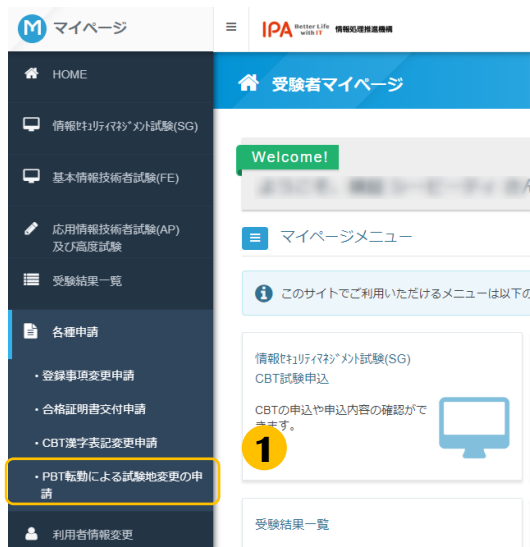 M マイページ
IPA Better Life with IT 情報処理推進機構
HOME
情報ｾｷｭﾘﾃｨﾏﾈｼﾞﾒﾝﾄ試験(SG)
基本情報技術者試験(FE)
応用情報技術者試験(AP)
及び高度試験
受験結果一覧
各種申請
・登録事項変更申請
・合格証明書交付申請
・CBT漢字表記変更申請
・PBT転勤による試験地変更の申
請
利用者情報変更
受験者マイページ
Welcome!
マイページメニュー
このサイトでご利用いただけるメニューは以下の
情報ｾｷｭﾘﾃｨﾏﾈｼﾞﾒﾝﾄ試験(SG)
CBT試験申込
CBTの申込や申込内容の確認がで
きます。
1
受験結果一覧